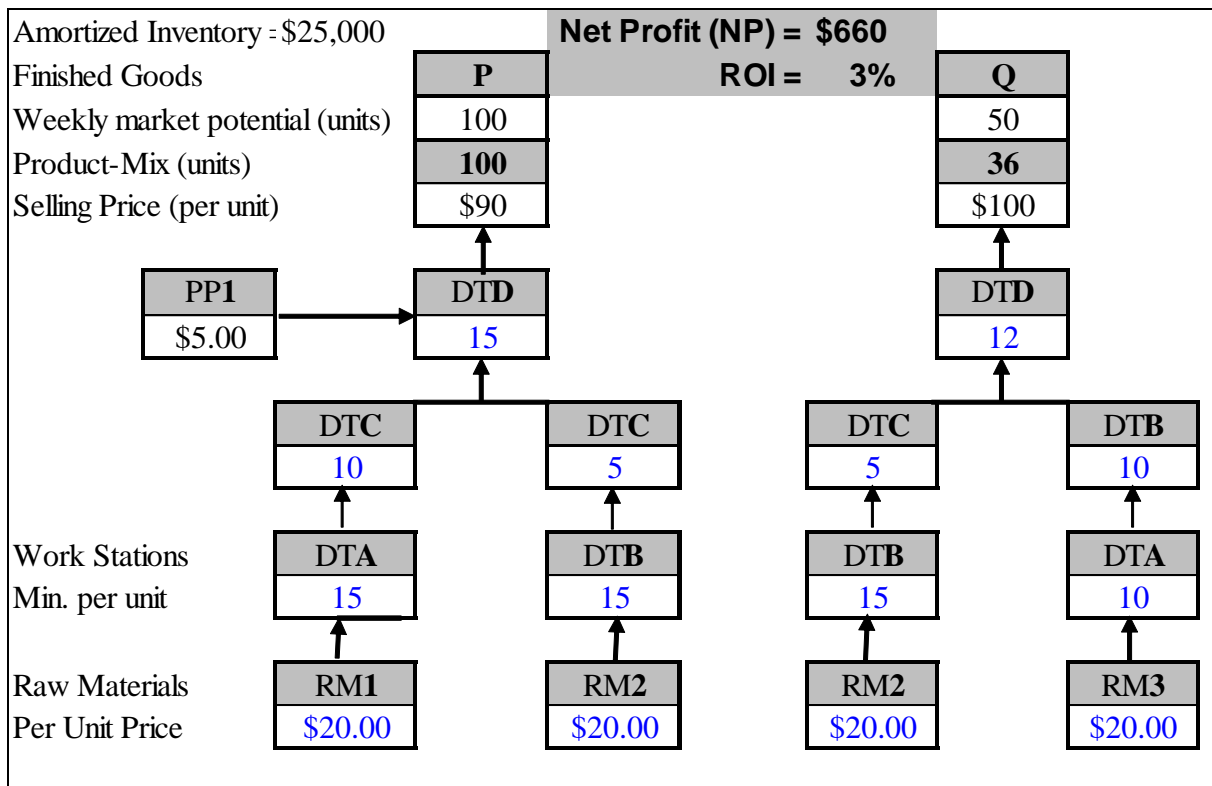 Amortized Inventory = $25,000 Net Profit (NP) = $660
Finished Goods P ROI = 3% Q
Weekly market potential (units) 100 50
Product-Mix (units) 100 36
Selling Price (per unit) $90 $100
PP1 DTD DTD
$5.00 15 12
DTC DTC DTC DTB
10 5 5 10
Work Stations DTA DTB DTB DTA
Min. per unit 15 15 15 10
Raw Materials RM1 RM2 RM2 RM3
Per Unit Price $20.00 $20.00 $20.00 $20.00